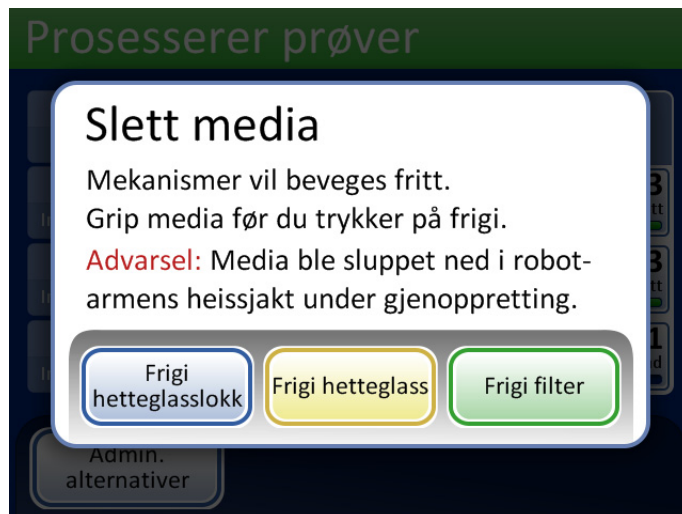 Prosesserer prøver
Slett media
Mekanismer vil beveges fritt.
Grip media før du trykker på frigi.
Advarsel: Media ble sluppet ned i robot-
armens heissjakt under gjenoppretting.
Frigi
hetteglasslokk
Frigi hetteglass
Frigi filter
Admin.
alternativer